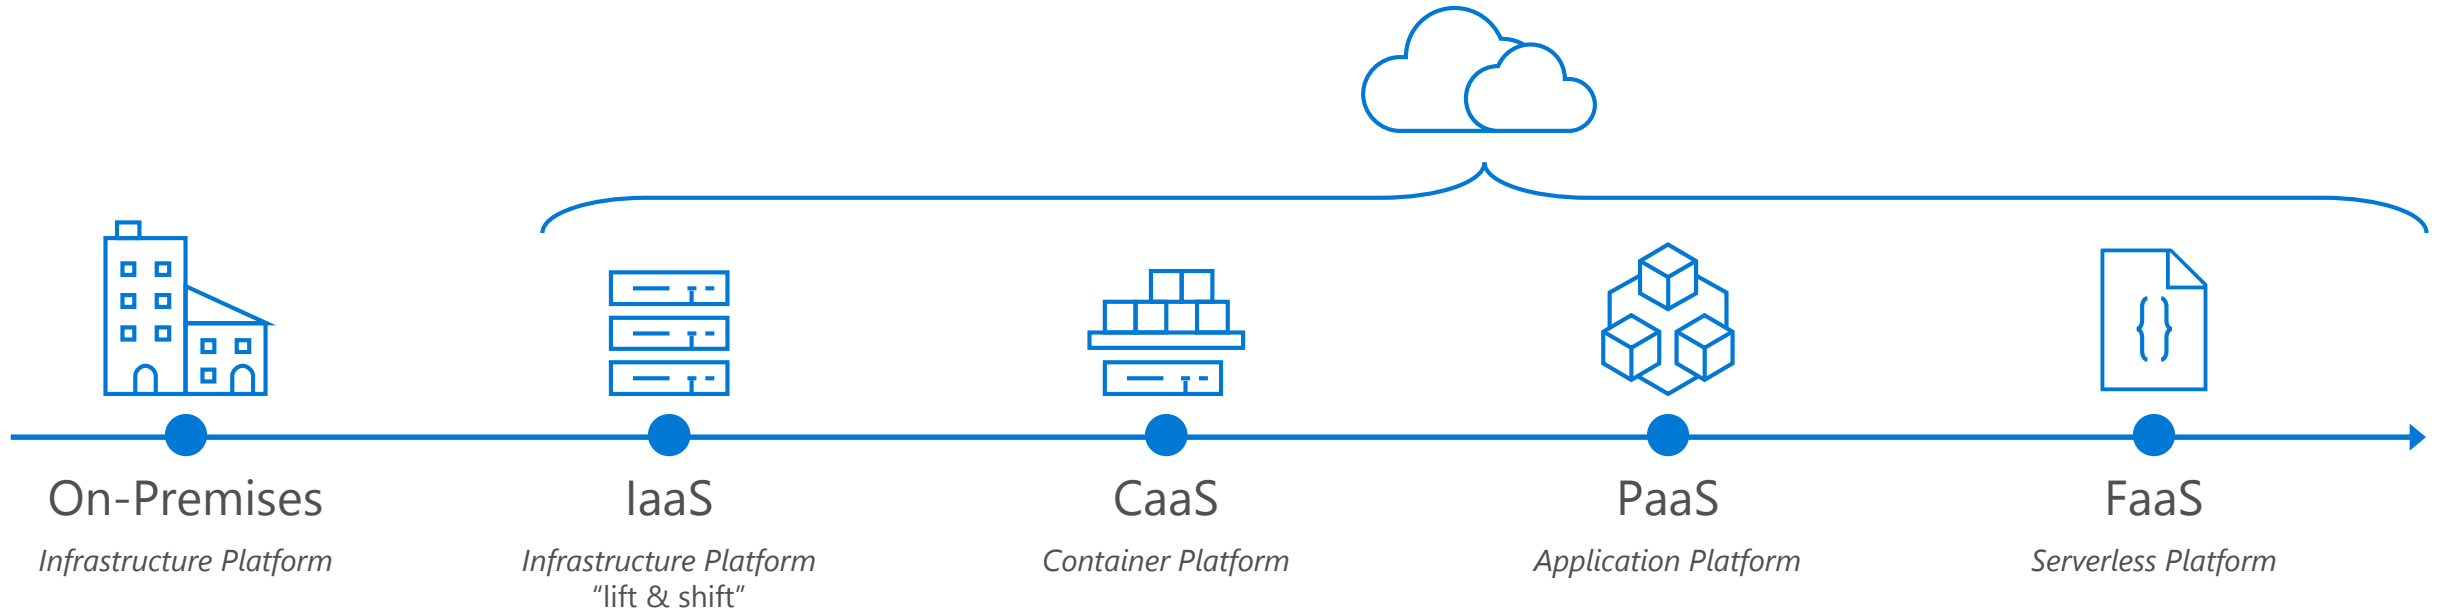 On-Premises
Infrastructure Platform
IaaS
Infrastructure Platform
“lift & shift”
CaaS
Container Platform
PaaS
Application Platform
FaaS
Serverless Platform
{ }